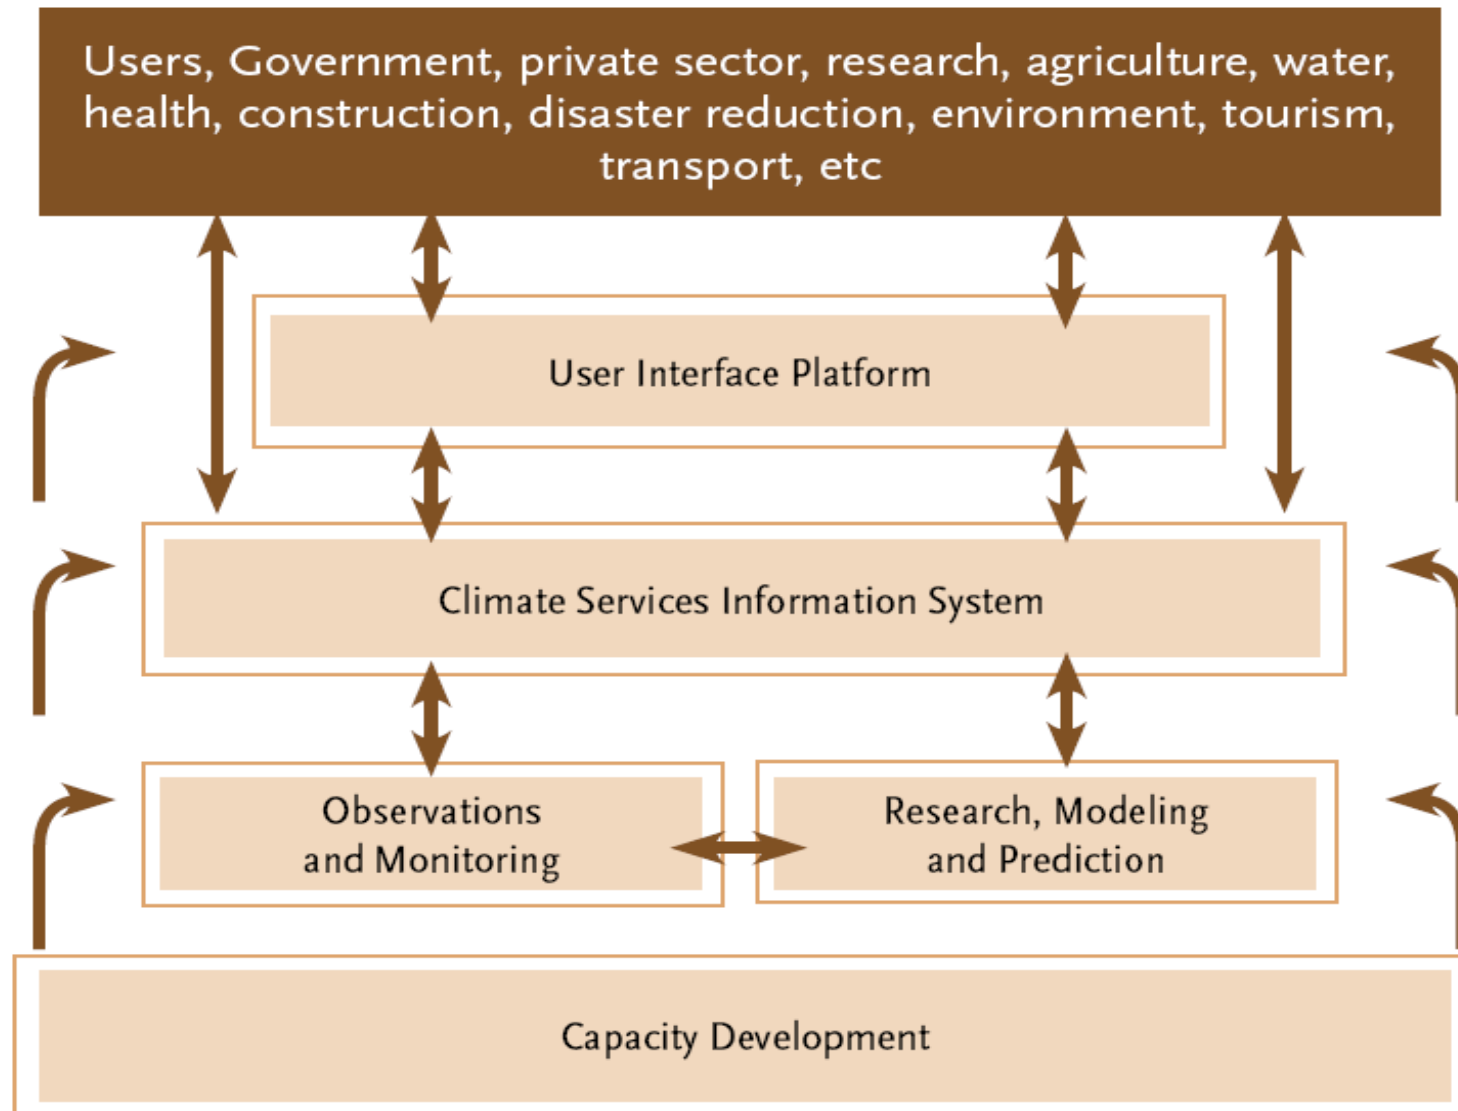 Users, Government, private sector, research, agriculture, water,
health, construction, disaster reduction, environment, tourism,
transport, etc
User Interface Platform
Climate Services Information System
Observations
and Monitoring
Research, Modeling
and Prediction
Capacity Development